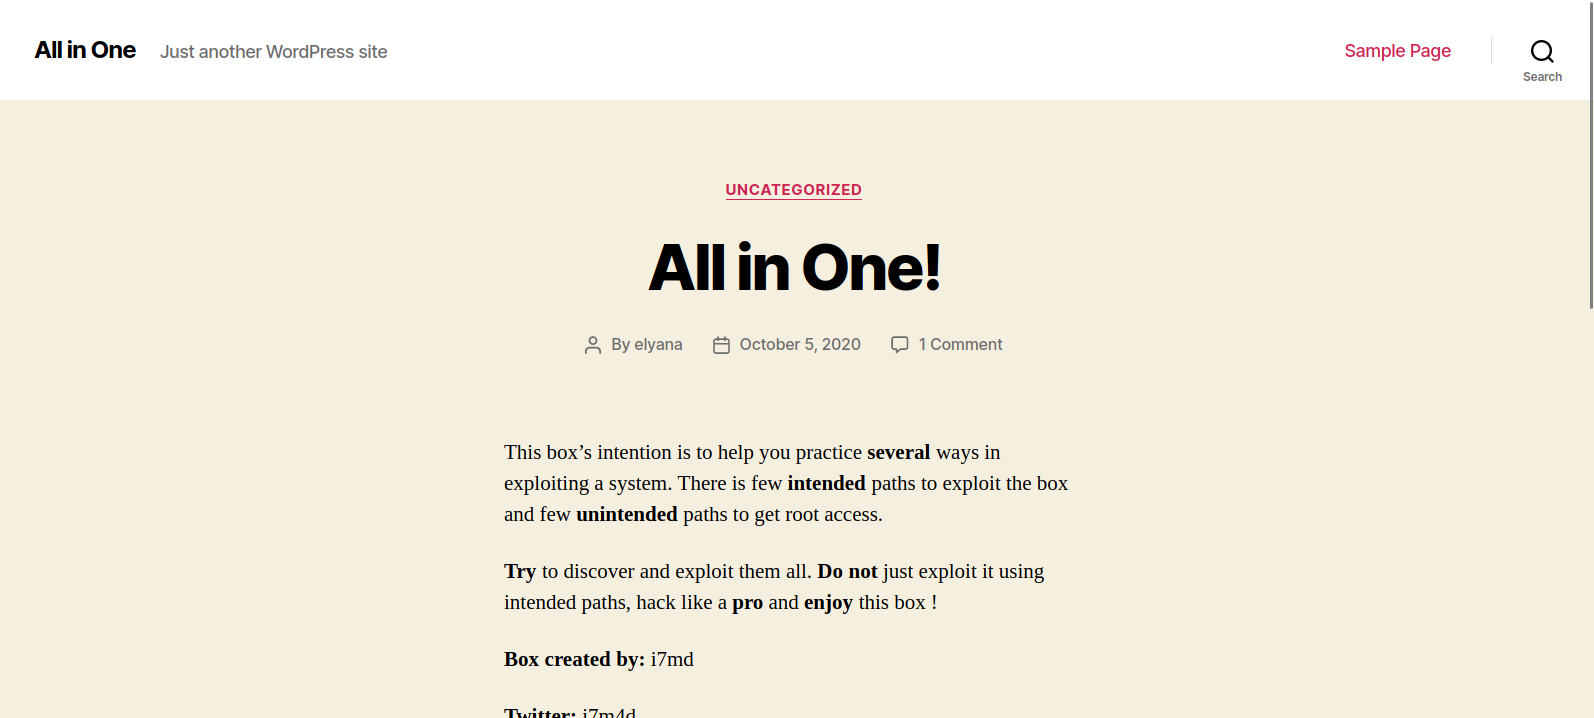 All in One Just another WordPress site Sample Page
Search
UNCATEGORIZED
All in One!
By elyana October 5, 2020 1 Comment
This box’s intention is to help you practice several ways in
exploiting a system. There is few intended paths to exploit the box
and few unintended paths to get root access.
Try to discover and exploit them all. Do not just exploit it using
intended paths, hack like a pro and enjoy this box !
Box created by: i7md
Twitter: i7m4d